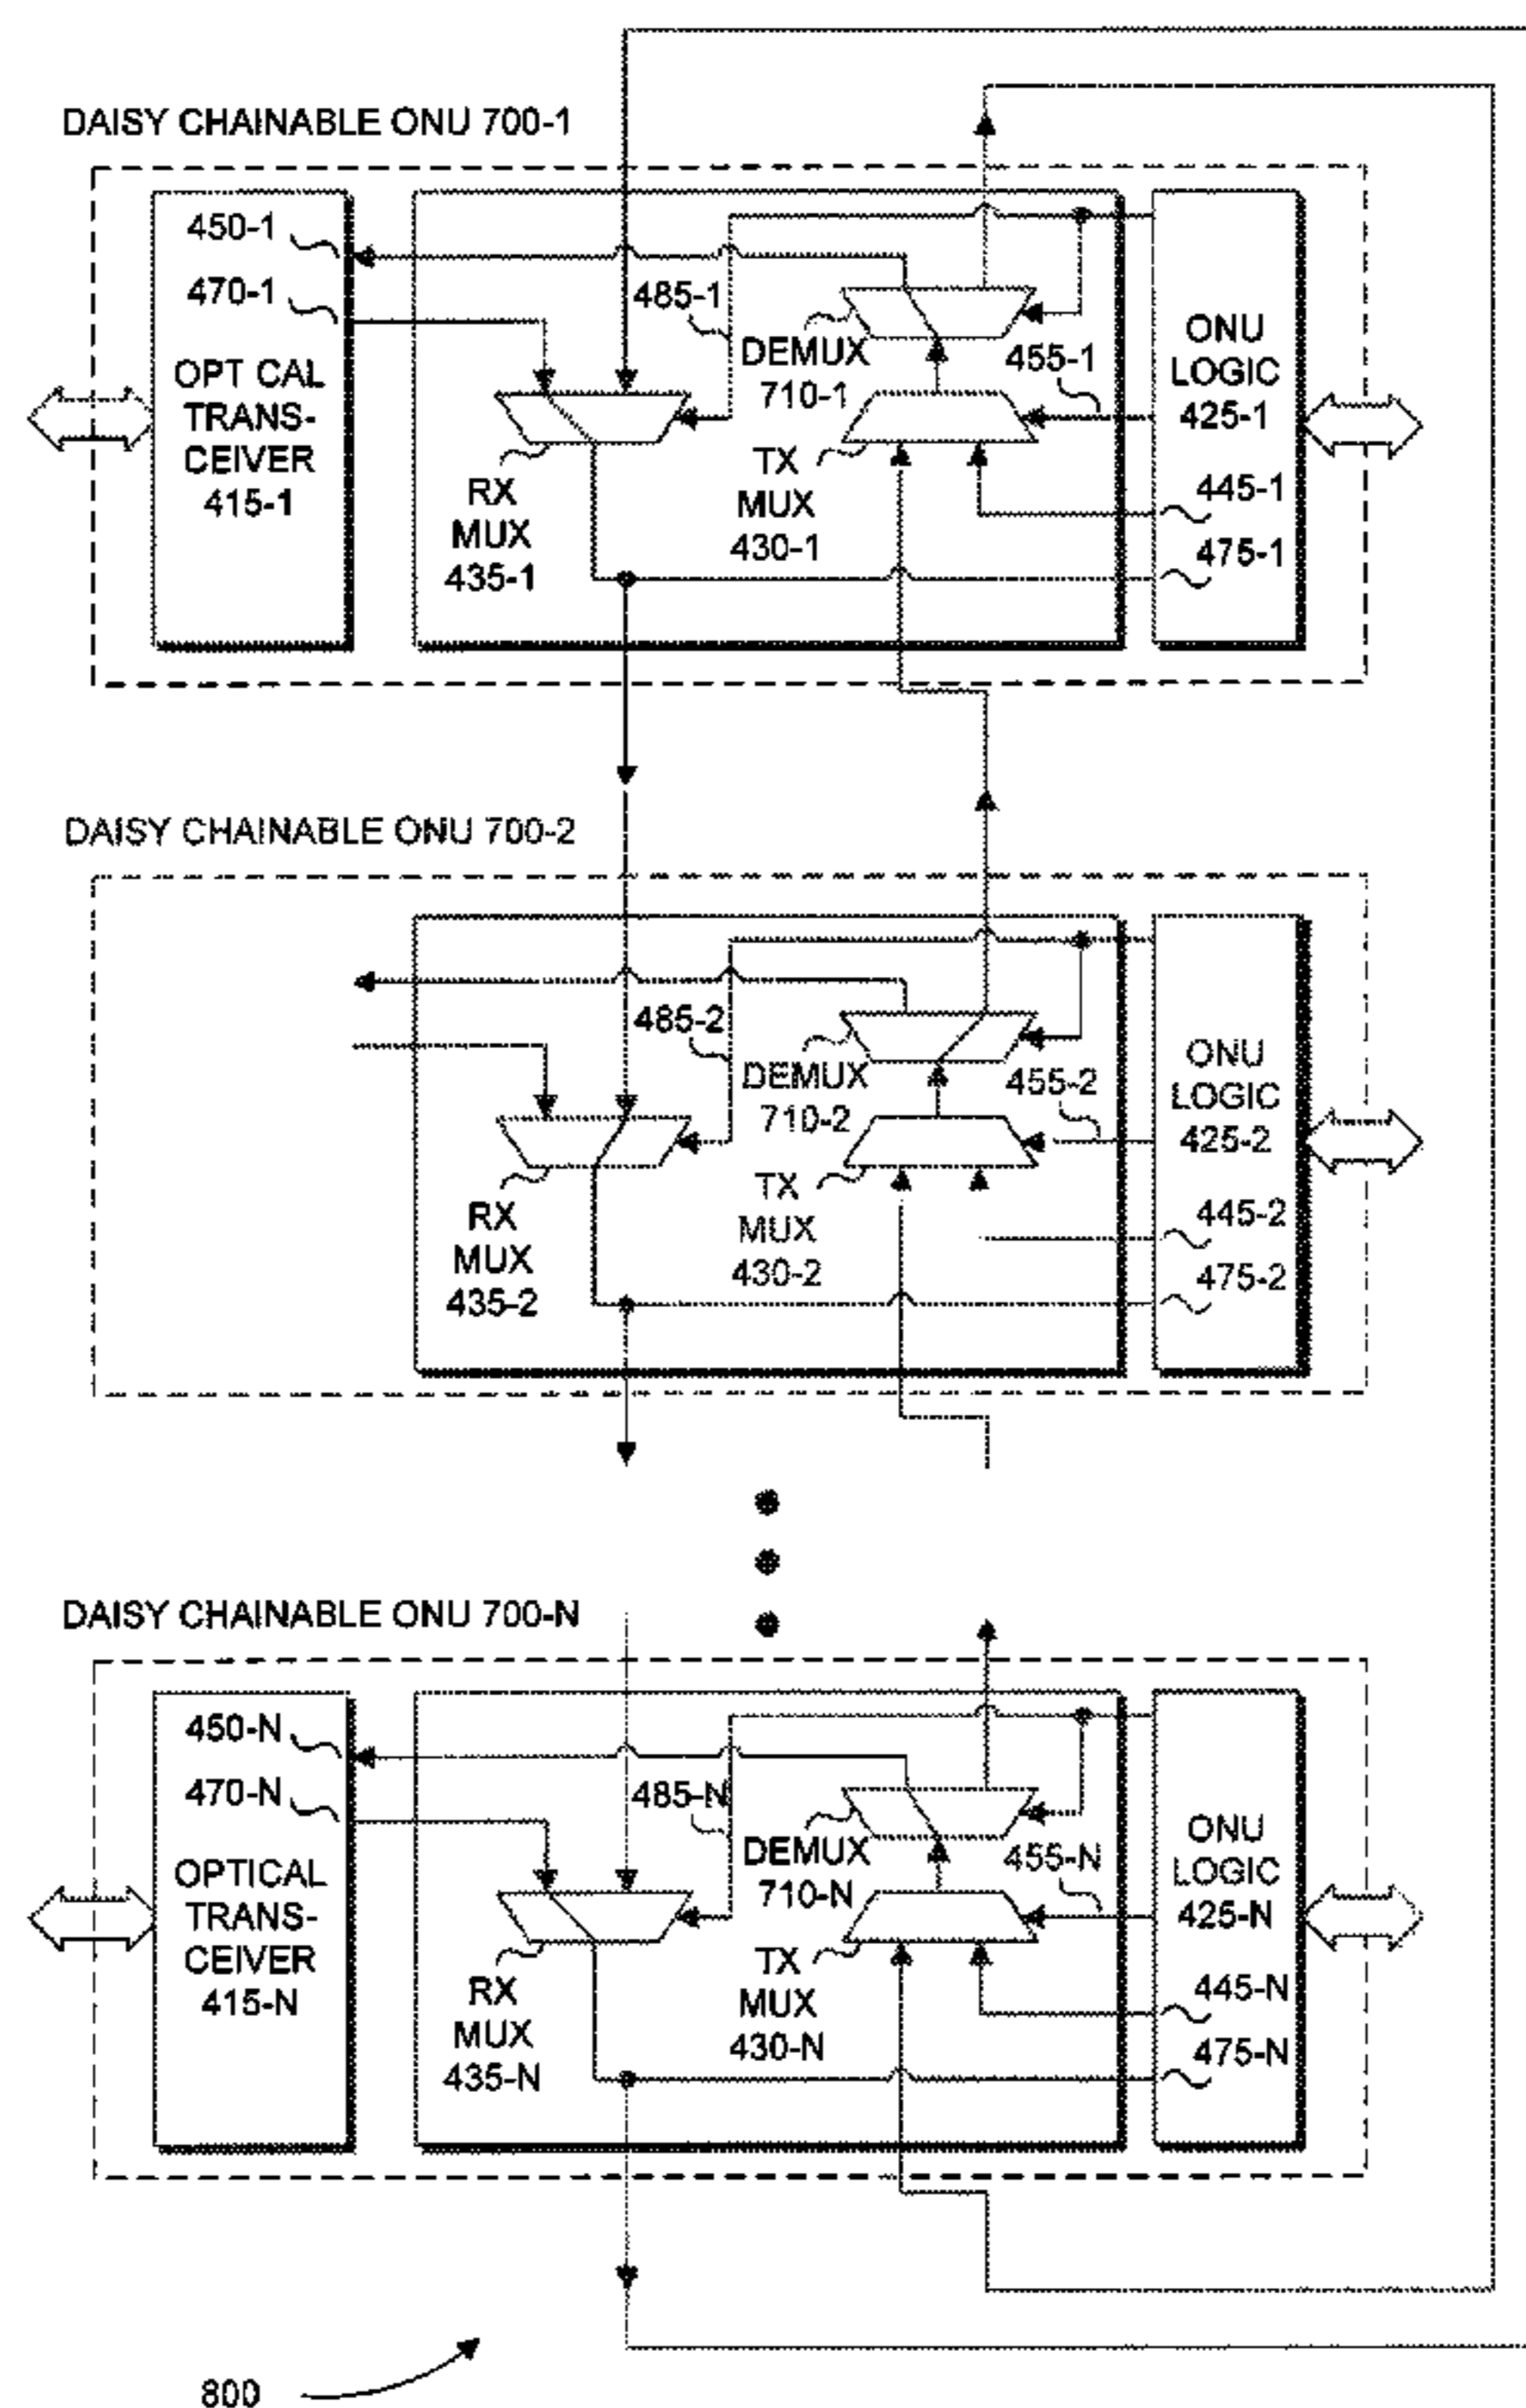 DAISY CHAINABLE ONU 700-1
450-1
470-1
OPT CAL
TRANS-
CEIVER
415-1
485-1
DEMUX
710-1
455-1
ONU
LOGIC
425-1
RX
MUX
435-1
TX
MUX
430-1
445-1
475-1
DAISY CHAINABLE ONU 700-2
485-2
DEMUX
710-2
455-2
ONU
LOGIC
425-2
RX
MUX
435-2
TX
MUX
430-2
445-2
475-2
DAISY CHAINABLE ONU 700-N
450-N
470-N
OPTICAL
TRANS-
CEIVER
415-N
485-N
DEMUX
710-N
455-N
ONU
LOGIC
425-N
RX
MUX
435-N
TX
MUX
430-N
445-N
475-N
800